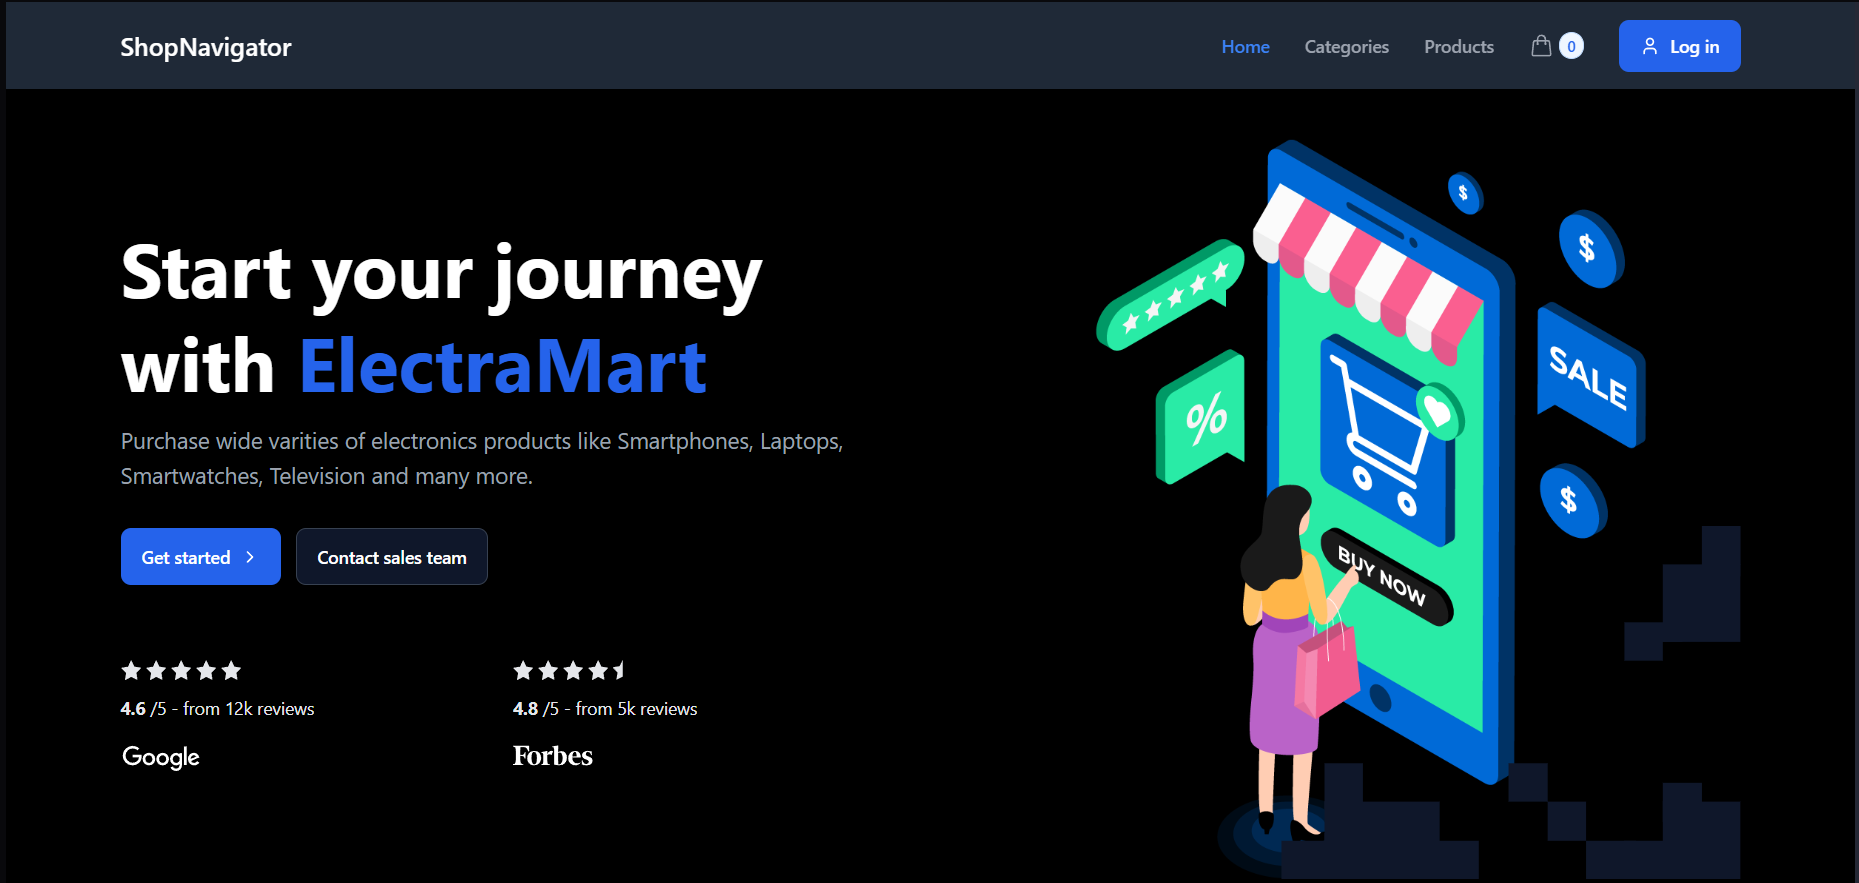 ShopNavigator
Home
Categories
Products
0
Log in
Start your journey
with ElectraMart
Purchase wide varities of electronics products like Smartphones, Laptops,
Smartwatches, Television and many more.
Get started
Contact sales team
4.6 /5 - from 12k reviews
4.8 /5 - from 5k reviews
Google
Forbes
$
$
SALE
%
$
BUY NOW